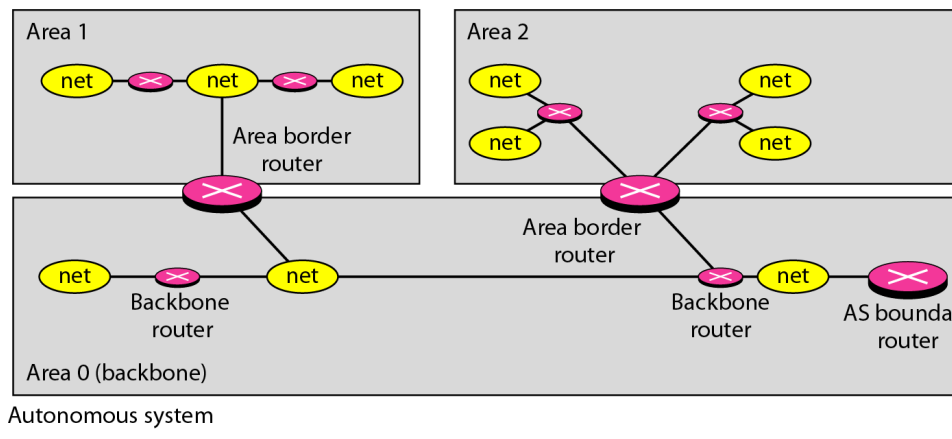 Area 1
Area 2
net
net
net
net
net
net
net
Area border
router
Area border
router
net
net
net
Backbone
router
Backbone
router
AS bounda
router
Area 0 (backbone)
Autonomous system